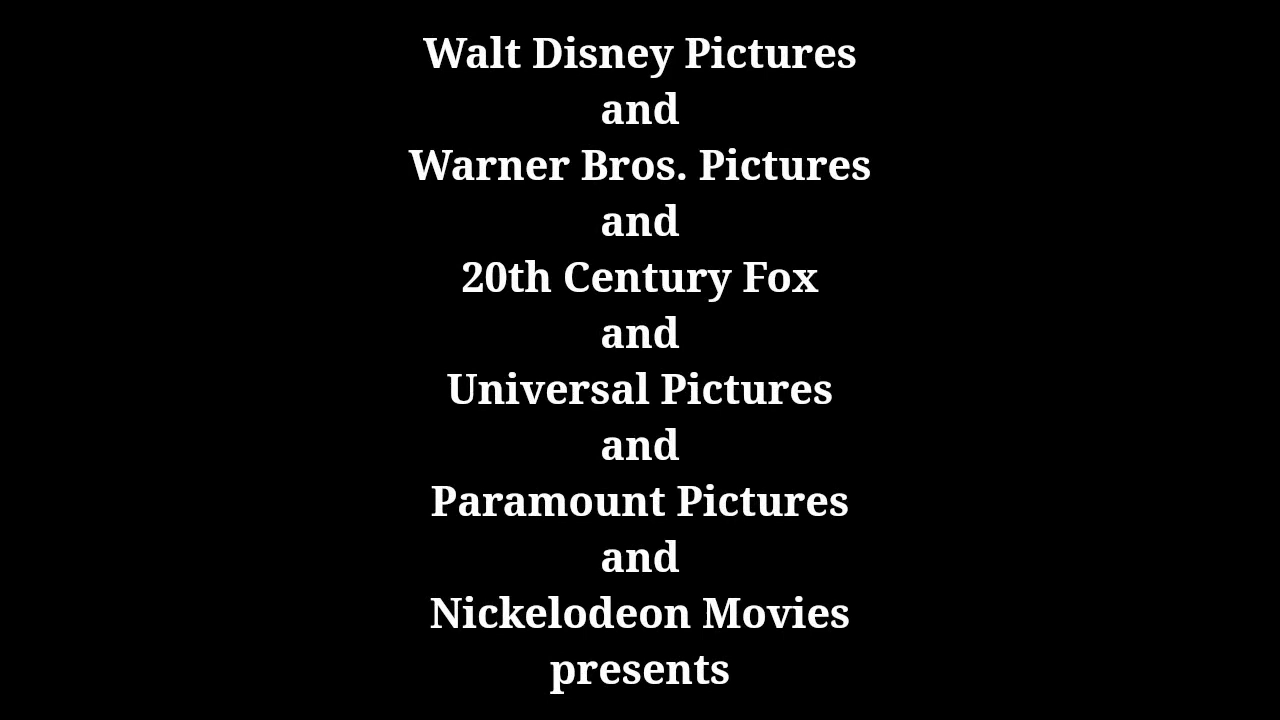 Walt Disney Pictures
and
Warner Bros. Pictures
and
20th Century Fox
and
Universal Pictures
and
Paramount Pictures
and
Nickelodeon Movies
presents